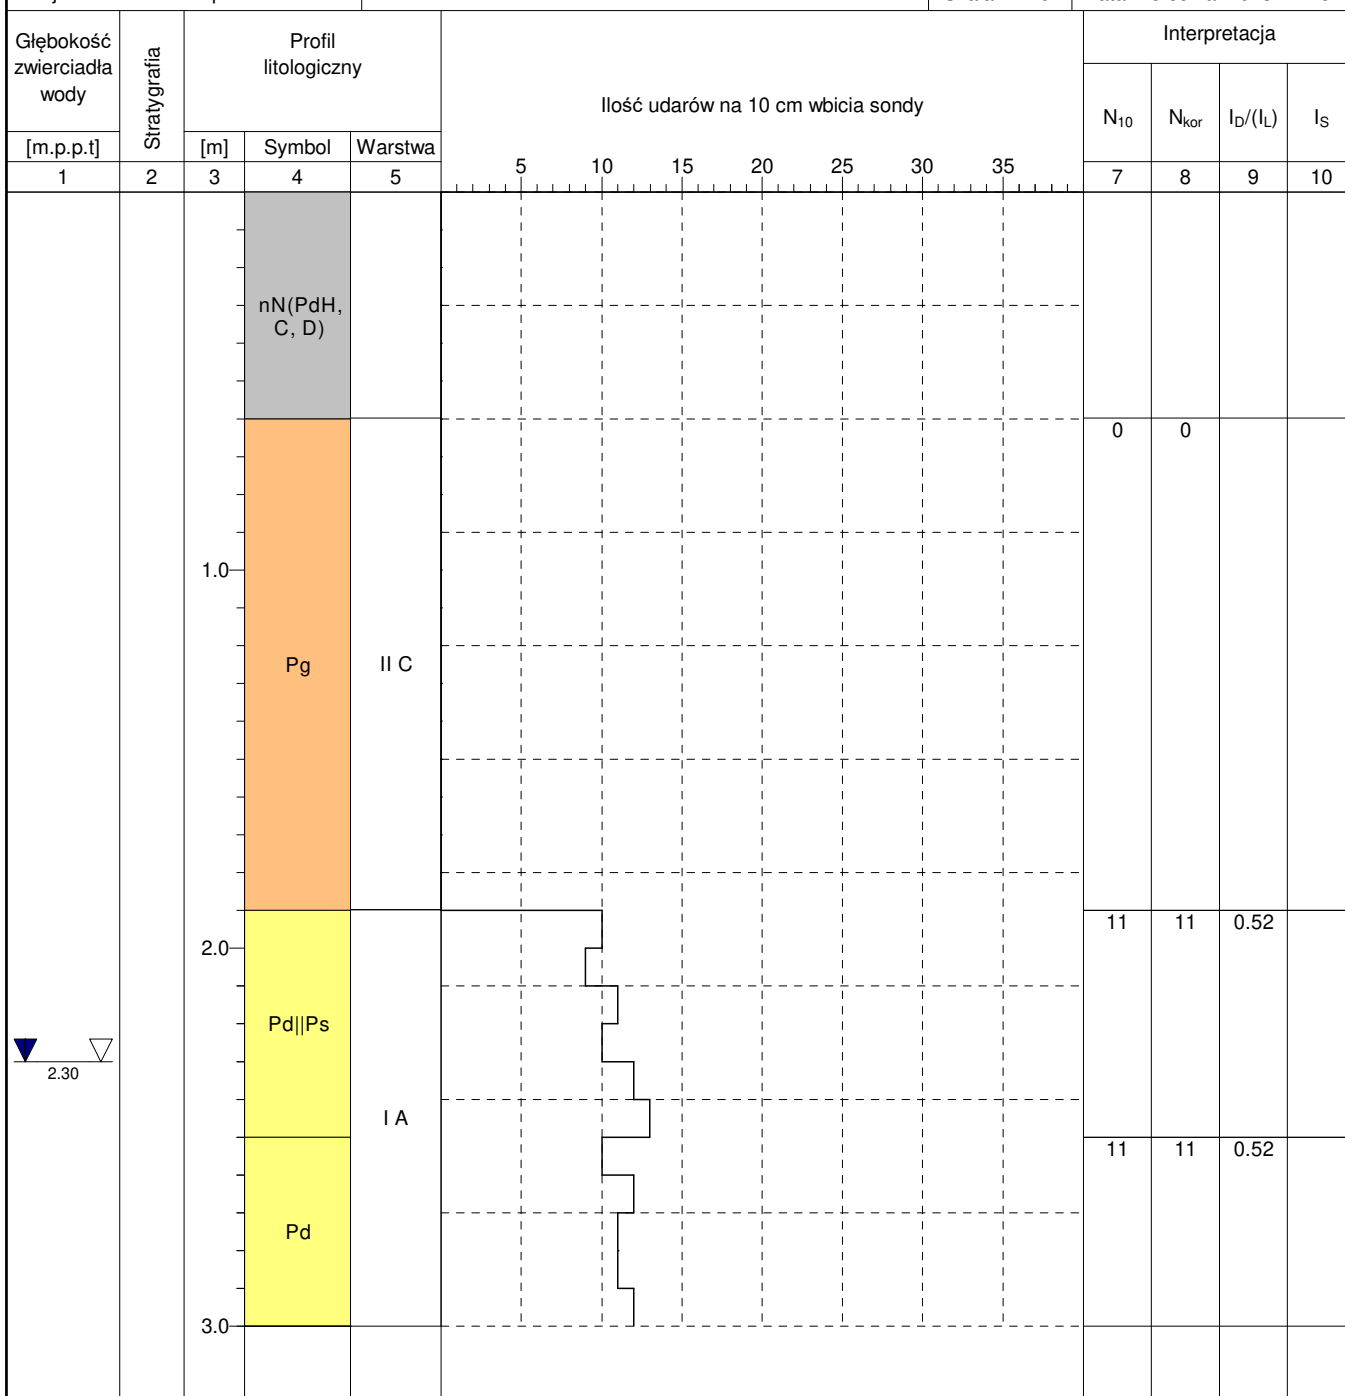 Głębokość
zwierciadła
wody
[m.p.p.t]
Stratygrafia
Profil
litologiczny
[m] Symbol Warstwa
Ilość udarów na 10 cm wbicia sondy
5 10 15 20 25 30 35
Interpretacja
N10 Nkor ID/(IL) IS
1 2 3 4 5 7 8 9 10
nN(PdH,
C, D)
0 0
1.0
Pg II C
11 11 0.52
2.0
Pd||Ps
2.30
I A
11 11 0.52
Pd
3.0